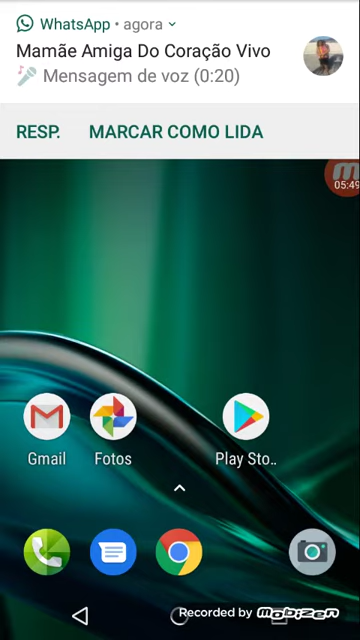 WhatsApp • agora
Mamãe Amiga Do Coração Vivo
🎤 Mensagem de voz (0:20)
RESP. MARCAR COMO LIDA
05:49
Gmail Fotos Play Sto..
Recorded by mobizen